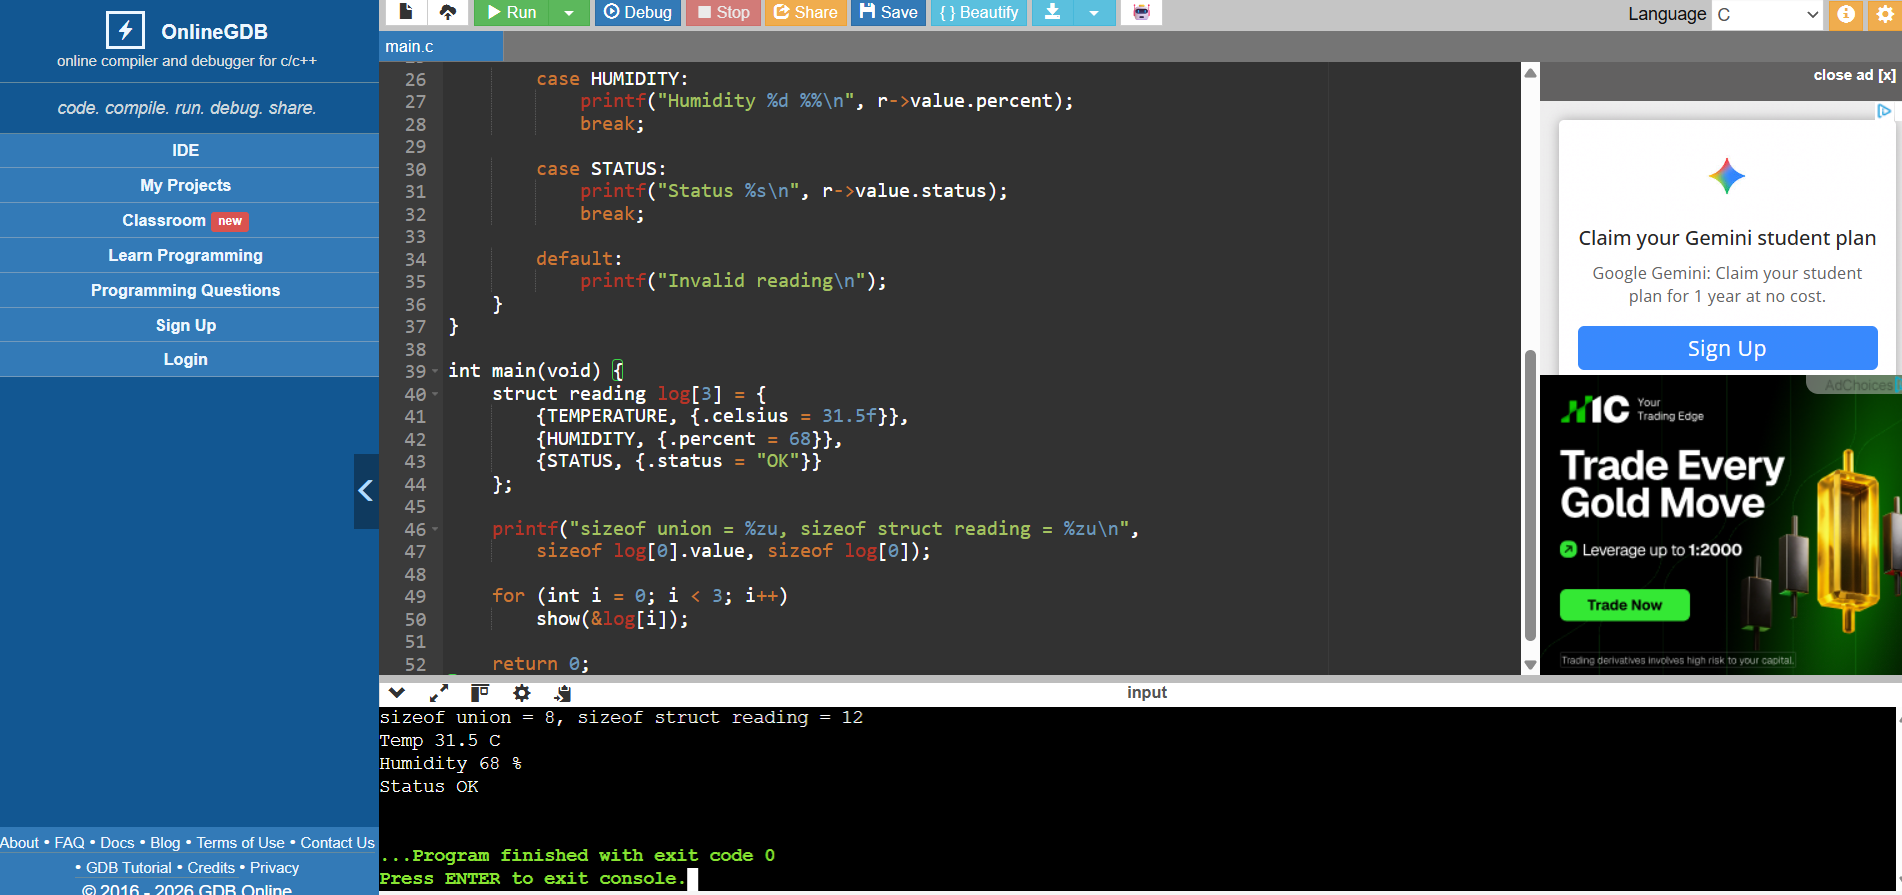 OnlineGDB
online compiler and debugger for c/c++
code. compile. run. debug. share.
IDE
My Projects
Classroom new
Learn Programming
Programming Questions
Sign Up
Login
About • FAQ • Docs • Blog • Terms of Use • Contact Us
• GDB Tutorial • Credits • Privacy
© 2016 - 2026 GDB Online
Run Debug Stop Share Save { } Beautify
Language C
main.c
26 case HUMIDITY:
27 printf("Humidity %d %%\n", r->value.percent);
28 break;
29
30 case STATUS:
31 printf("Status %s\n", r->value.status);
32 break;
33
34 default:
35 printf("Invalid reading\n");
36 }
37 }
38
39 int main(void) {
40 struct reading log[3] = {
41 {TEMPERATURE, {.celsius = 31.5f}},
42 {HUMIDITY, {.percent = 68}},
43 {STATUS, {.status = "OK"}}
44 };
45
46 printf("sizeof union = %zu, sizeof struct reading = %zu\n",
47 sizeof log[0].value, sizeof log[0]);
48
49 for (int i = 0; i < 3; i++)
50 show(&log[i]);
51
52 return 0;
input
sizeof union = 8, sizeof struct reading = 12
Temp 31.5 C
Humidity 68 %
Status OK
...Program finished with exit code 0
Press ENTER to exit console.
close ad [x]
Claim your Gemini student plan
Google Gemini: Claim your student
plan for 1 year at no cost.
Sign Up
AdChoices
Your
Trading Edge
Trade Every
Gold Move
Leverage up to 1:2000
Trade Now
Trading derivatives involves high risk to your capital.